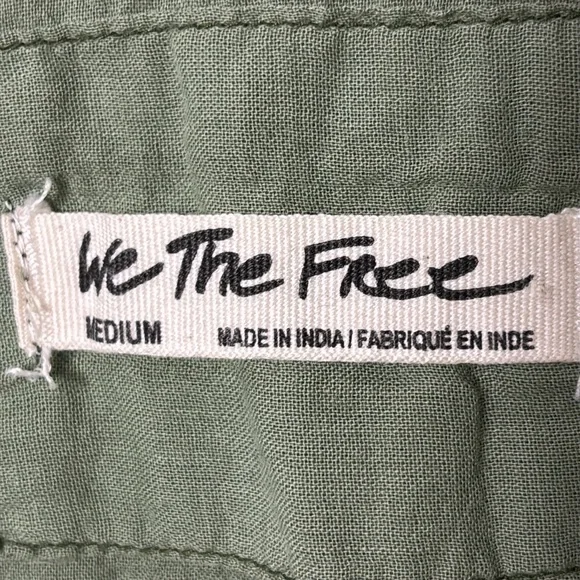 We The Free
MEDIUM MADE IN INDIA / FABRIQUÉ EN INDE